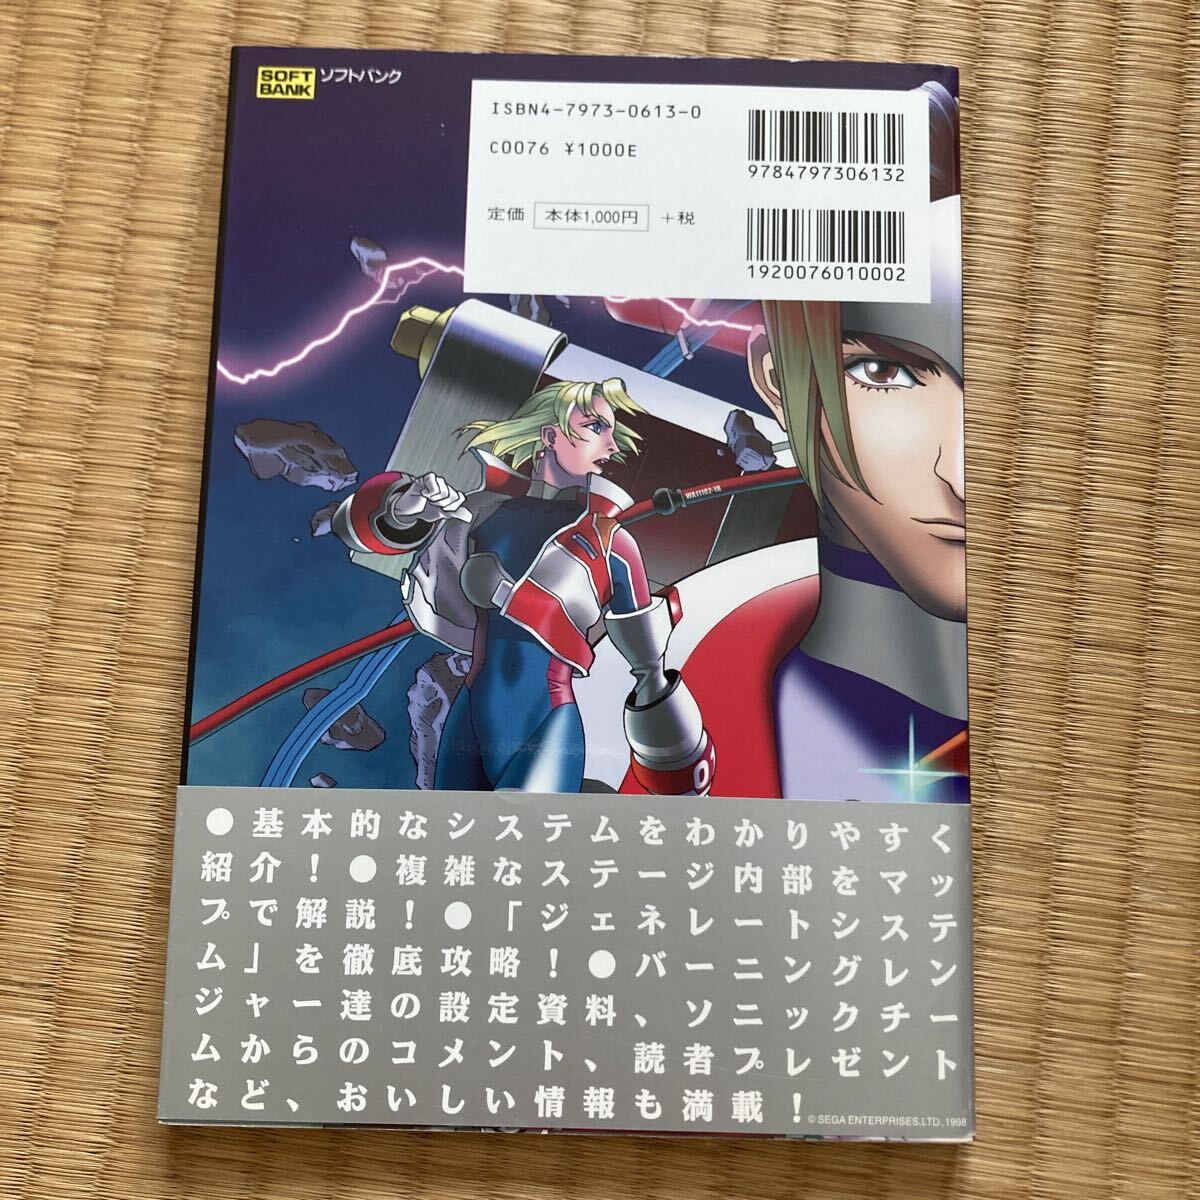 SOFT BANK ソフトバンク
ISBN4-7973-0613-0
C0076 ¥1000E
定価 本体1,000円 +税
9784797306132
1920076010002
WA11102-YA
●基本的なシステムをわかりやすく
紹介!●複雑なステージ内部をマッ
プで解説!●「ジェネレートシステ
ム」を徹底攻略!●バーニングレン
ジャー達の設定資料、ソニックチー
ムからのコメント、読者プレゼント
など、おいしい情報も満載!
© SEGA ENTERPRISES,LTD.,1998